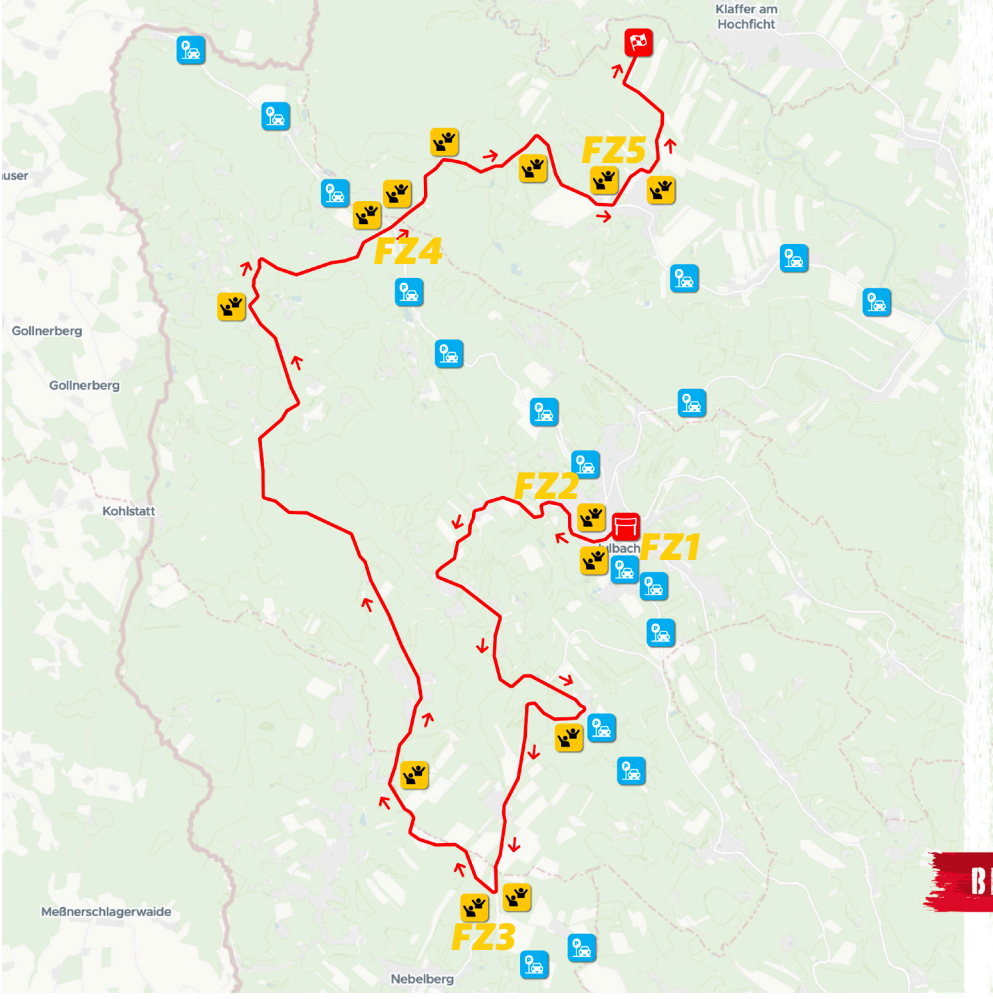 Klaffer am
Hochficht
FZ5
FZ4
Gollnerberg
Gollnerberg
FZ2
Kohlstatt
FZ1
Meßnerschlagerwaide
FZ3
Nebelberg